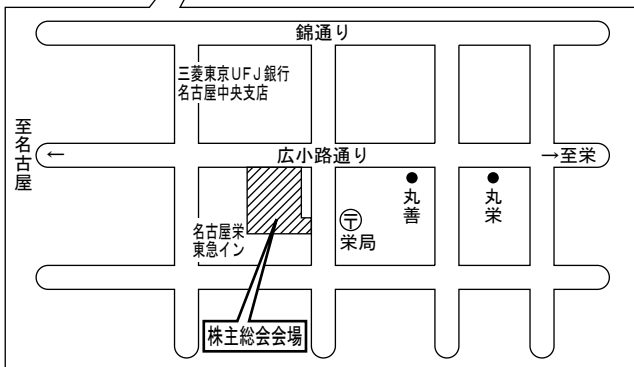 錦通り
三菱東京UFJ銀行
名古屋中央支店
至名古屋
←
広小路通り
→至栄
丸善
丸栄
〒
栄局
名古屋栄
東急イン
株主総会会場